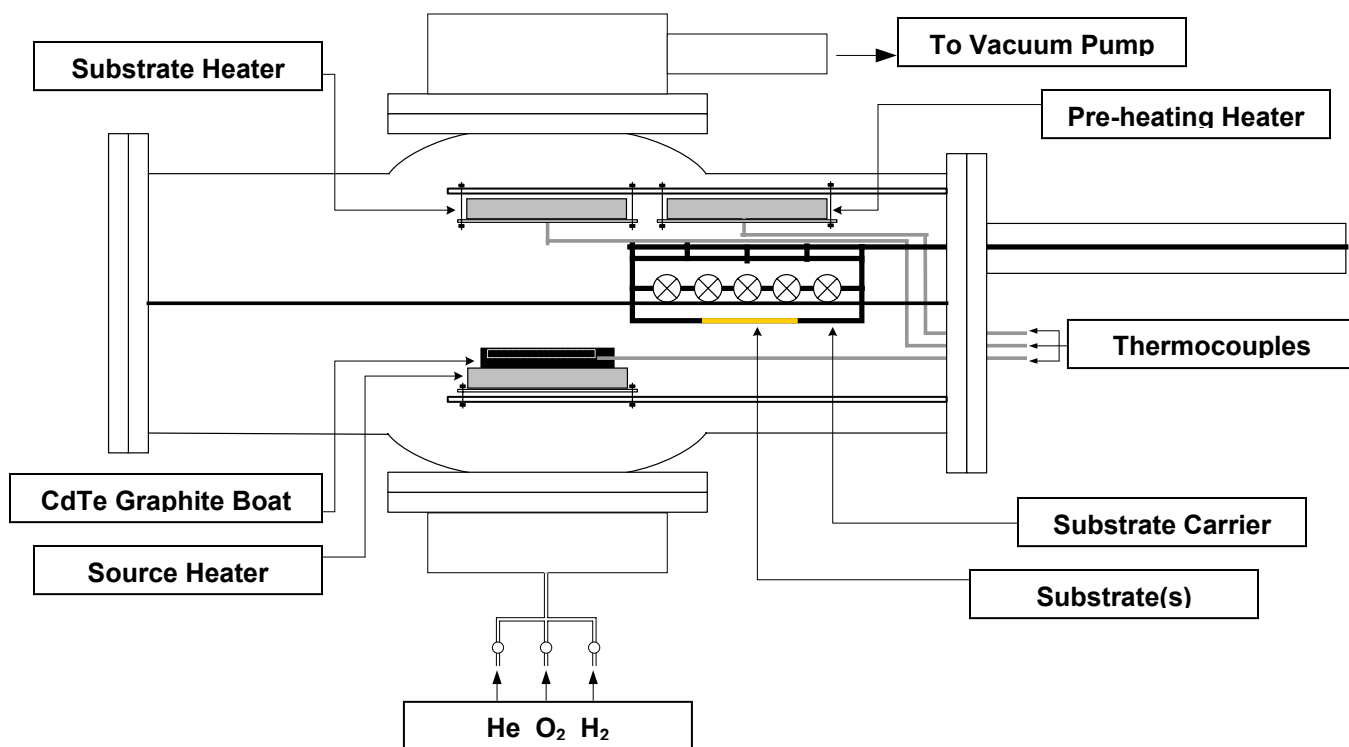 To Vacuum Pump
Substrate Heater
Pre-heating Heater
Thermocouples
CdTe Graphite Boat
Substrate Carrier
Source Heater
Substrate(s)
He O₂ H₂